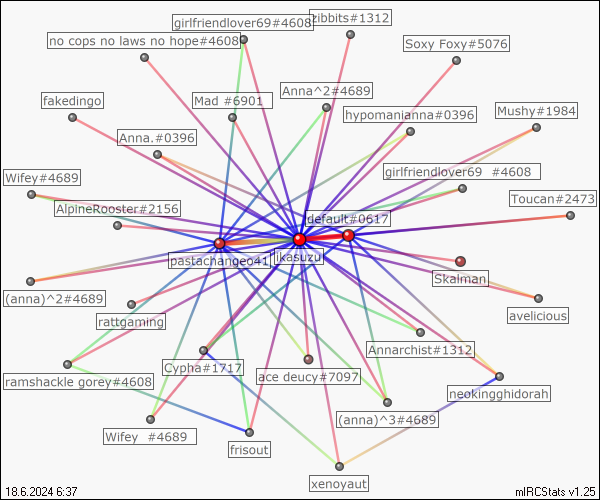 girlfriendlover69#4608
zibbits#1312
no cops no laws no hope#4608
Soxy Foxy#5076
fakedingo
Mad #6901
Anna^2#4689
hypomanianna#0396
Mushy#1984
Anna.#0396
Wifey#4689
girlfriendlover69 #4608
Toucan#2473
AlpineRooster#2156
default#0617
pastachangeo41
ikasuzu
Skaiman
(anna)^2#4689
rattgaming
avelicious
Annarchist#1312
Cypha#1717
ramshackle gorey#4608
ace deucy#7097
neokingghidorah
(anna)^3#4689
Wifey #4689
frisout
xenoyaut
18.6.2024 6:37
mIRCStats v1.25